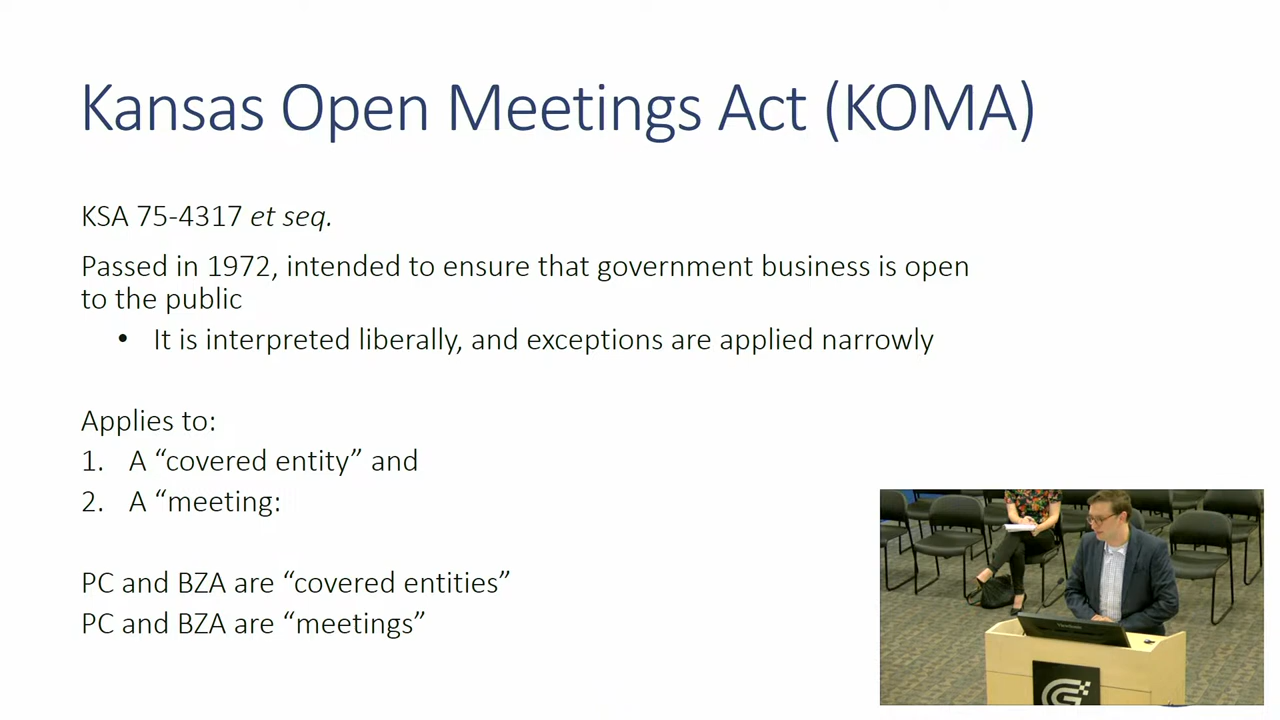 Kansas Open Meetings Act (KOMA)
KSA 75-4317 et seq.
Passed in 1972, intended to ensure that government business is open
to the public
• It is interpreted liberally, and exceptions are applied narrowly
Applies to:
1. A “covered entity” and
2. A “meeting:
PC and BZA are “covered entities”
PC and BZA are “meetings”